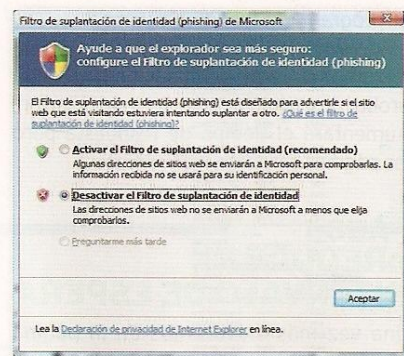 Filtro de suplantación de identidad (phishing) de Microsoft
Ayude a que el explorador sea más seguro:
configure el Filtro de suplantación de identidad (phishing)
El Filtro de suplantación de identidad (phishing) está diseñado para advertirle si el sitio
web que está visitando estuviera intentando suplantar a otro. ¿Qué es el filtro de
suplantación de identidad (phishing)?
Activar el Filtro de suplantación de identidad (recomendado)
Algunas direcciones de sitios web se enviarán a Microsoft para comprobarlas. La
información recibida no se usará para su identificación personal.
Desactivar el Filtro de suplantación de identidad
Las direcciones de sitios web no se enviarán a Microsoft a menos que elija
comprobarlos.
Preguntarme más tarde
Aceptar
Lea la Declaración de privacidad de Internet Explorer en línea.